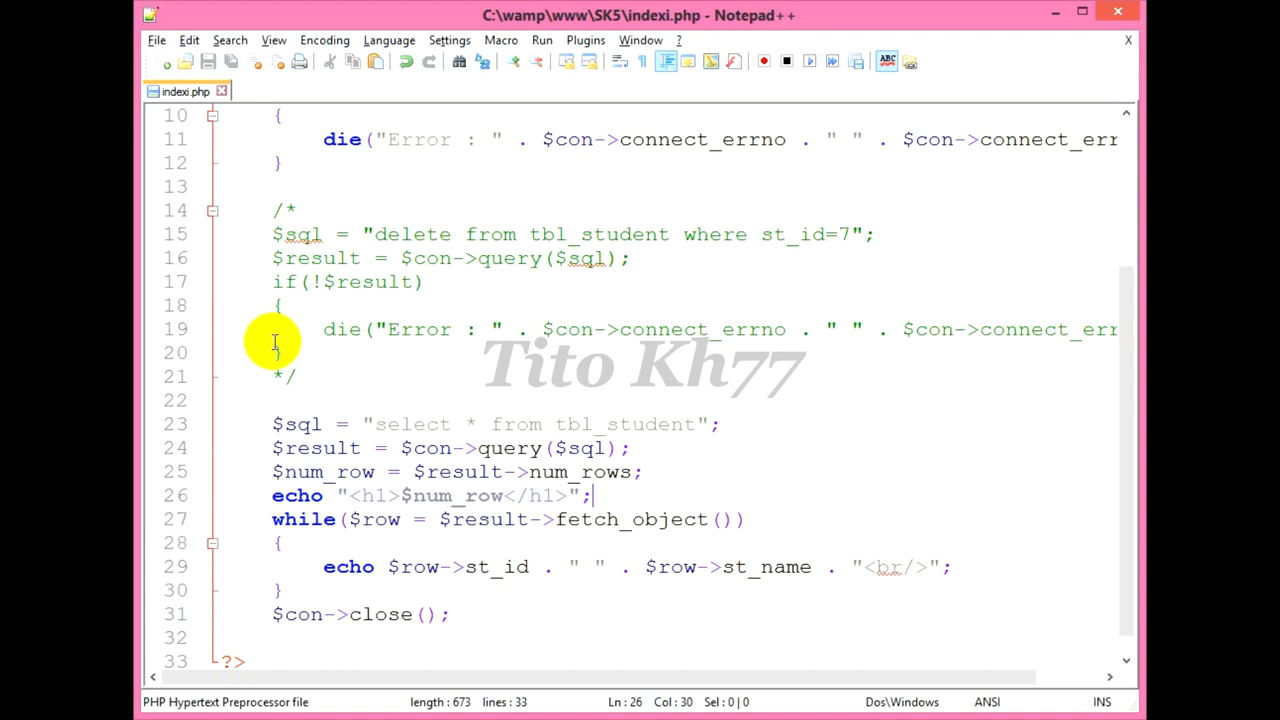 C:\wamp\www\SK5\indexi.php - Notepad++
File Edit Search View Encoding Language Settings Macro Run Plugins Window ? X
ABC
indexi.php
10 {
11 die("Error : " . $con->connect_errno . " " . $con->connect_err
12 }
13
14 /*
15 $sql = "delete from tbl_student where st_id=7";
16 $result = $con->query($sql);
17 if(!$result)
18 {
19 die("Error : " . $con->connect_errno . " " . $con->connect_err
20 }
21 */
Tito Kh77
22
23 $sql = "select * from tbl_student";
24 $result = $con->query($sql);
25 $num_row = $result->num_rows;
26 echo "<h1>$num_row</h1>";
27 while($row = $result->fetch_object())
28 {
29 echo $row->st_id . " " . $row->st_name . "<br/>";
30 }
31 $con->close();
32
33 ?>
PHP Hypertext Preprocessor file length : 673 lines : 33 Ln : 26 Col : 30 Sel : 0 | 0 Dos\Windows ANSI INS